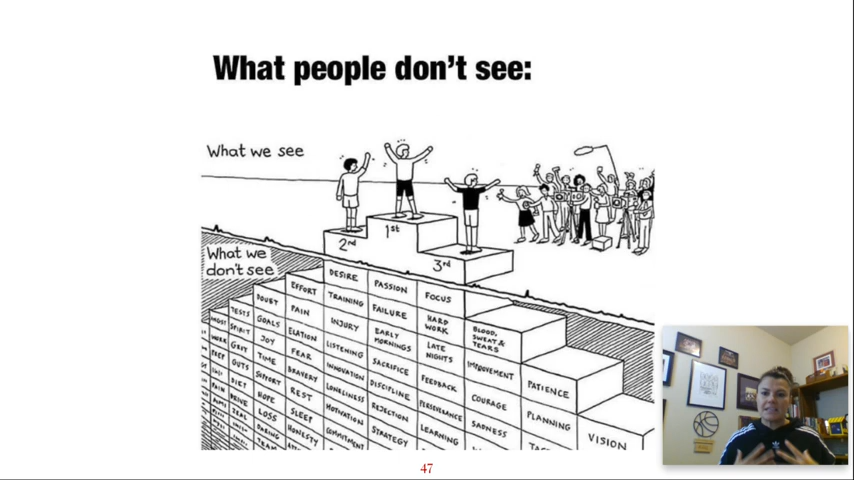 What people don't see:
What we see
2nd
1st
3rd
What we
don't see
DESIRE
PASSION
FOCUS
EFFORT
TRAINING
FAILURE
HARD
WORK
BLOOD,
SWEAT &
TEARS
DOUBT
PAIN
INJURY
EARLY
MORNINGS
LATE
NIGHTS
IMPROVEMENT
PATIENCE
TESTS
GOALS
ELATION
LISTENING
SACRIFICE
FEEDBACK
COURAGE
PLANNING
VISION
SPIRIT
JOY
FEAR
INNOVATION
DISCIPLINE
PERSEVERANCE
SADNESS
GRIT
TIME
BRAVERY
LONELINESS
REJECTION
LEARNING
GUTS
SUPPORT
REST
MOTIVATION
STRATEGY
DIET
HOPE
SLEEP
COMMITMENT
DRIVE
LOSS
HONESTY
ZEAL
DARING
47